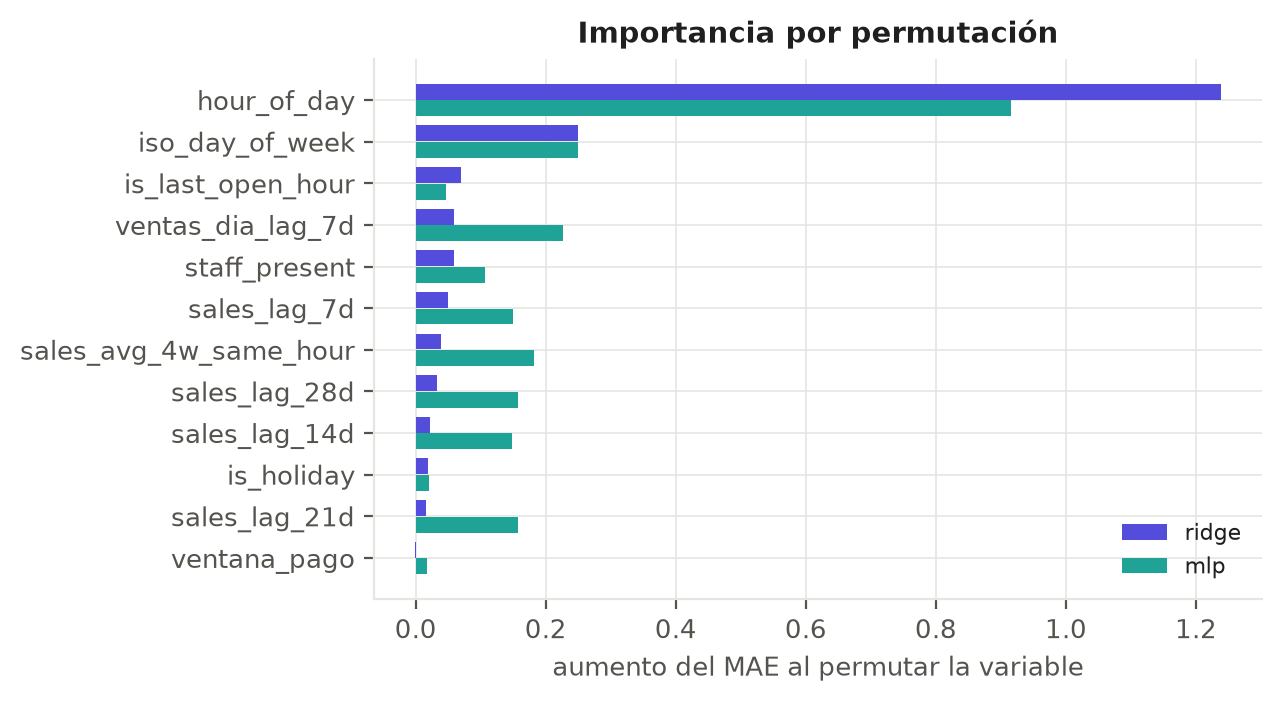 Importancia por permutación
hour_of_day
iso_day_of_week
is_last_open_hour
ventas_dia_lag_7d
staff_present
sales_lag_7d
sales_avg_4w_same_hour
sales_lag_28d
sales_lag_14d
is_holiday
sales_lag_21d
ventana_pago
ridge
mlp
0.0 0.2 0.4 0.6 0.8 1.0 1.2
aumento del MAE al permutar la variable